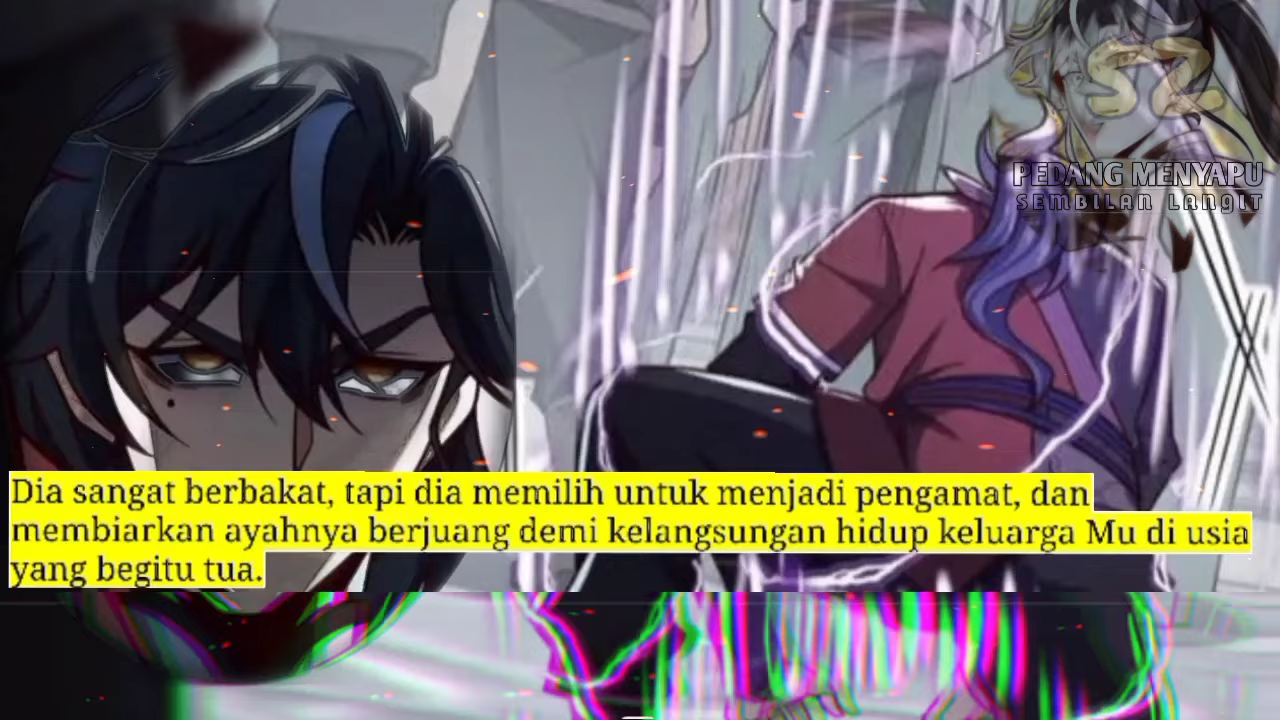 SZ
PEDANG MENYAPU
SEMBILAN LANGIT
Dia sangat berbakat, tapi dia memilih untuk menjadi pengamat, dan
membiarkan ayahnya berjuang demi kelangsungan hidup keluarga Mu di usia
yang begitu tua.